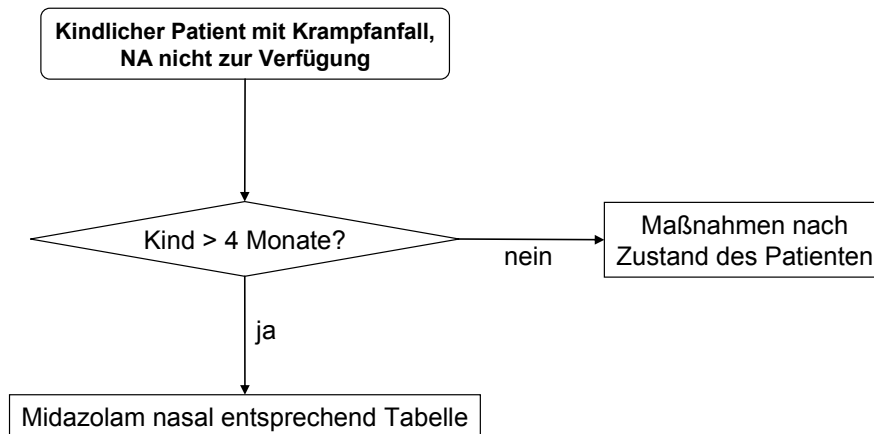 Kindlicher Patient mit Krampfanfall,
NA nicht zur Verfügung
Kind > 4 Monate?
nein
Maßnahmen nach
Zustand des Patienten
ja
Midazolam nasal entsprechend Tabelle